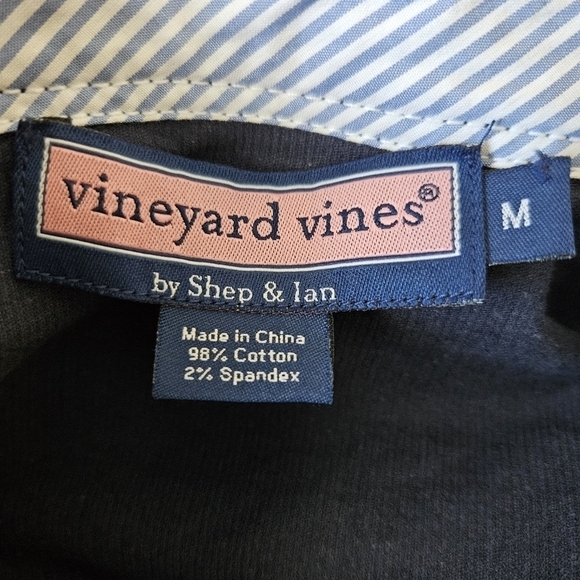 vineyard vines®
M
by Shep & Ian
Made in China
98% Cotton
2% Spandex